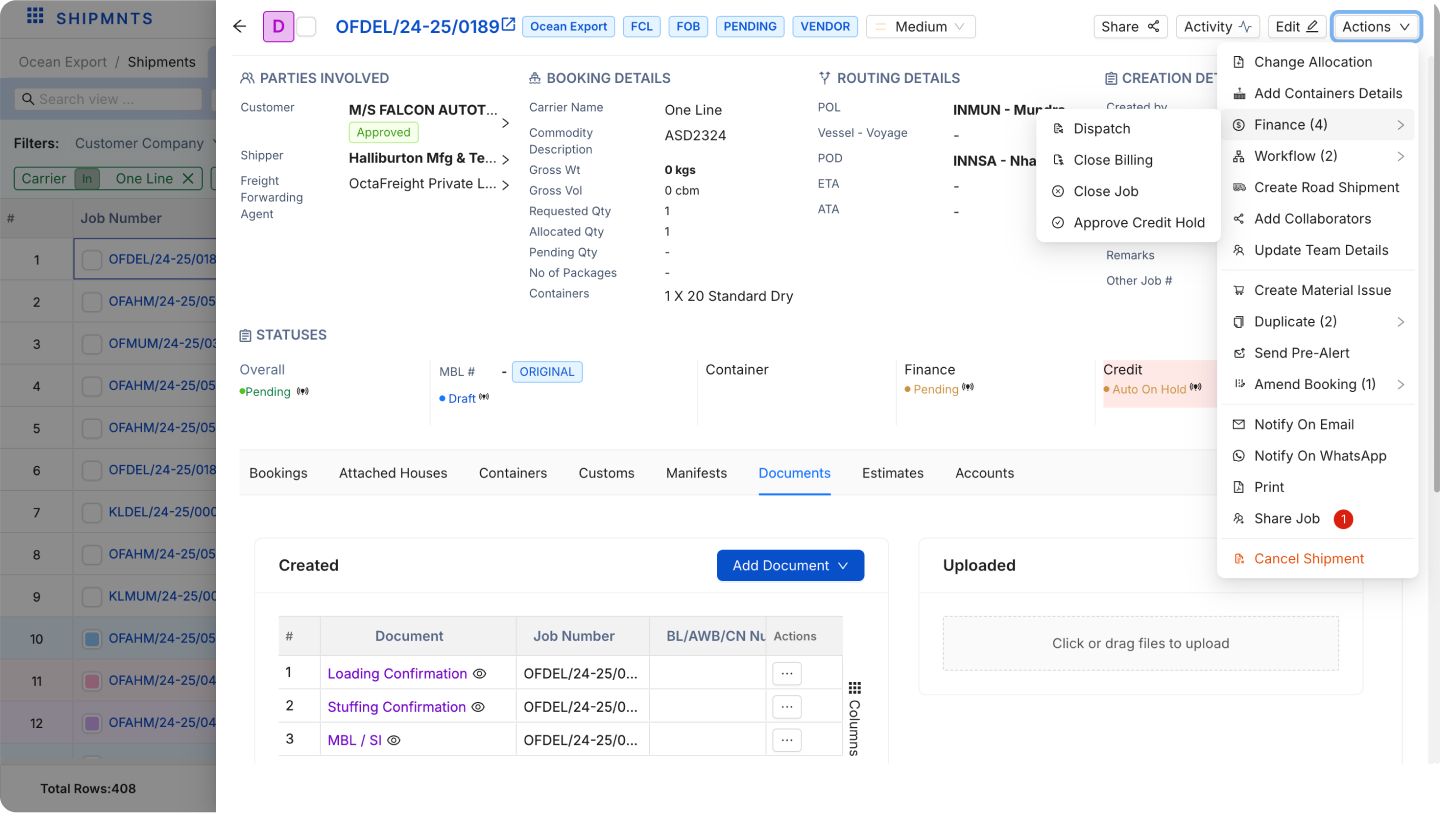 SHIPMNTS
Ocean Export / Shipments
Search view ...
Filters: Customer Company
Carrier In One Line
# Job Number
1 OFDEL/24-25/018
2 OFAHM/24-25/05
3 OFMUM/24-25/03
4 OFAHM/24-25/05
5 OFAHM/24-25/05
6 OFDEL/24-25/018
7 KLDEL/24-25/000
8 OFAHM/24-25/05
9 KLMUM/24-25/00
10 OFAHM/24-25/05
11 OFAHM/24-25/04
12 OFAHM/24-25/04
Total Rows:408
D OFDEL/24-25/0189 Ocean Export FCL FOB PENDING VENDOR Medium Share Activity Edit Actions
PARTIES INVOLVED
Customer M/S FALCON AUTOT...
Approved
Shipper Halliburton Mfg & Te...
Freight Forwarding Agent OctaFreight Private L...
BOOKING DETAILS
Carrier Name One Line
Commodity Description ASD2324
Gross Wt 0 kgs
Gross Vol 0 cbm
Requested Qty 1
Allocated Qty 1
Pending Qty -
No of Packages -
Containers 1 X 20 Standard Dry
ROUTING DETAILS
POL INMUN - Mundra
Vessel - Voyage -
POD INNSA - Nha
ETA -
ATA -
CREATION DET
Created by
Remarks
Other Job #
Dispatch
Close Billing
Close Job
Approve Credit Hold
Change Allocation
Add Containers Details
Finance (4)
Workflow (2)
Create Road Shipment
Add Collaborators
Update Team Details
Create Material Issue
Duplicate (2)
Send Pre-Alert
Amend Booking (1)
Notify On Email
Notify On WhatsApp
Print
Share Job 1
Cancel Shipment
STATUSES
Overall
Pending
MBL # - ORIGINAL
Draft
Container
Finance
Pending
Credit
Auto On Hold
Bookings Attached Houses Containers Customs Manifests Documents Estimates Accounts
Created Add Document
# Document Job Number BL/AWB/CN Nu Actions
1 Loading Confirmation OFDEL/24-25/0... ...
2 Stuffing Confirmation OFDEL/24-25/0... ...
3 MBL / SI OFDEL/24-25/0... ...
Columns
Uploaded
Click or drag files to upload